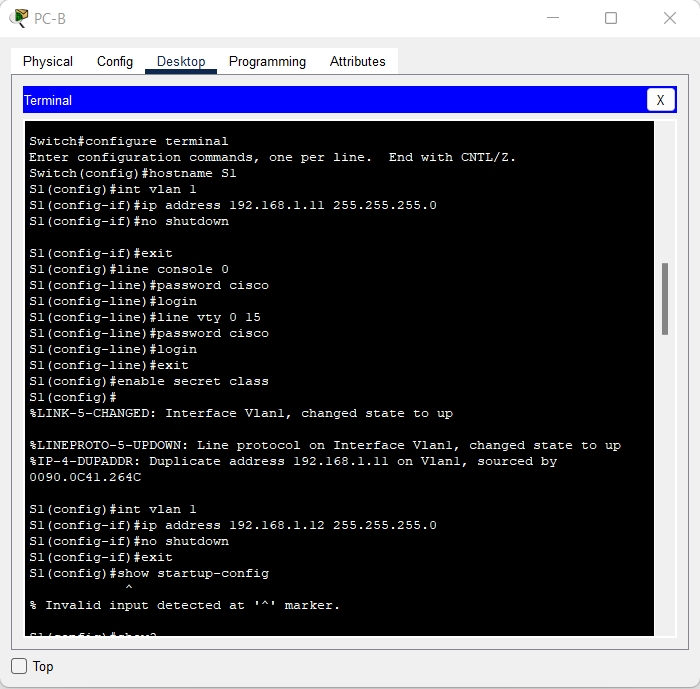 PC-B
Physical Config Desktop Programming Attributes
Terminal X
Switch#configure terminal
Enter configuration commands, one per line.  End with CNTL/Z.
Switch(config)#hostname S1
S1(config)#int vlan 1
S1(config-if)#ip address 192.168.1.11 255.255.255.0
S1(config-if)#no shutdown
S1(config-if)#exit
S1(config)#line console 0
S1(config-line)#password cisco
S1(config-line)#login
S1(config-line)#line vty 0 15
S1(config-line)#password cisco
S1(config-line)#login
S1(config-line)#exit
S1(config)#enable secret class
S1(config)#
%LINK-5-CHANGED: Interface Vlan1, changed state to up
%LINEPROTO-5-UPDOWN: Line protocol on Interface Vlan1, changed state to up
%IP-4-DUPADDR: Duplicate address 192.168.1.11 on Vlan1, sourced by
0090.0C41.264C
S1(config)#int vlan 1
S1(config-if)#ip address 192.168.1.12 255.255.255.0
S1(config-if)#no shutdown
S1(config-if)#exit
S1(config)#show startup-config
^
% Invalid input detected at '^' marker.
S1(config)#show?
Top